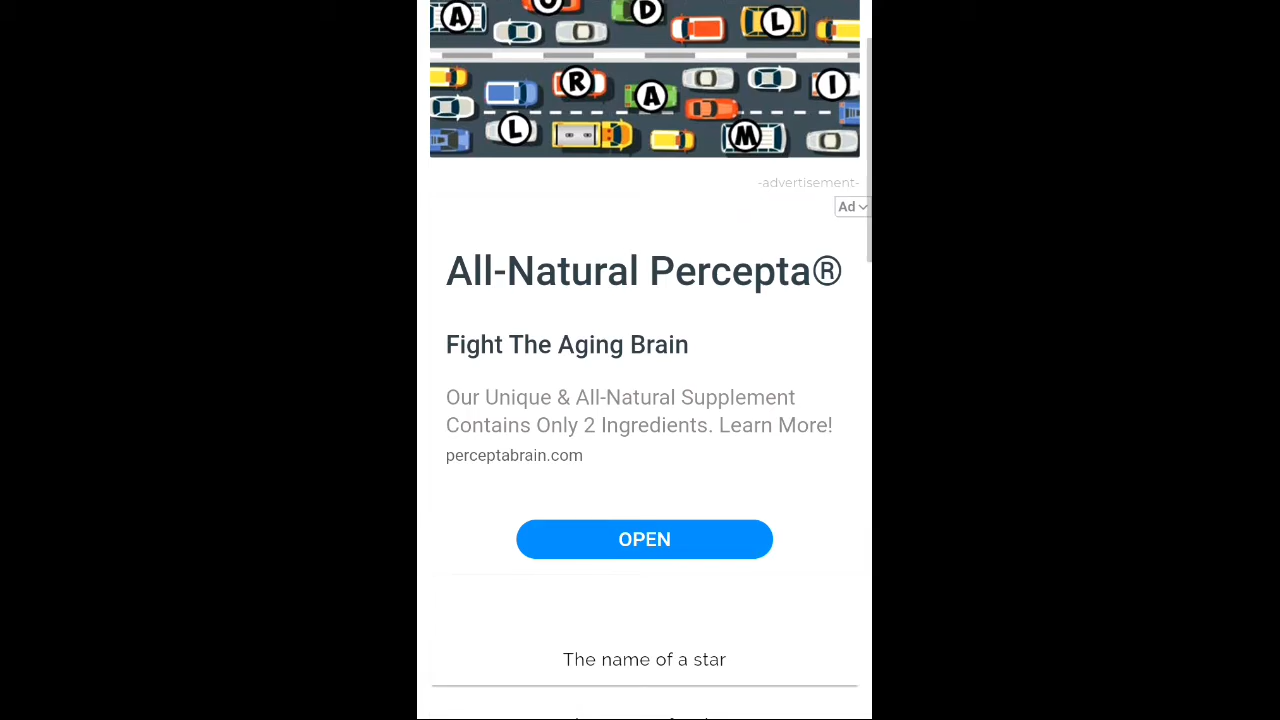 A O D L
R A I
L M
-advertisement-
Ad
All-Natural Percepta®
Fight The Aging Brain
Our Unique & All-Natural Supplement
Contains Only 2 Ingredients. Learn More!
perceptabrain.com
OPEN
The name of a star